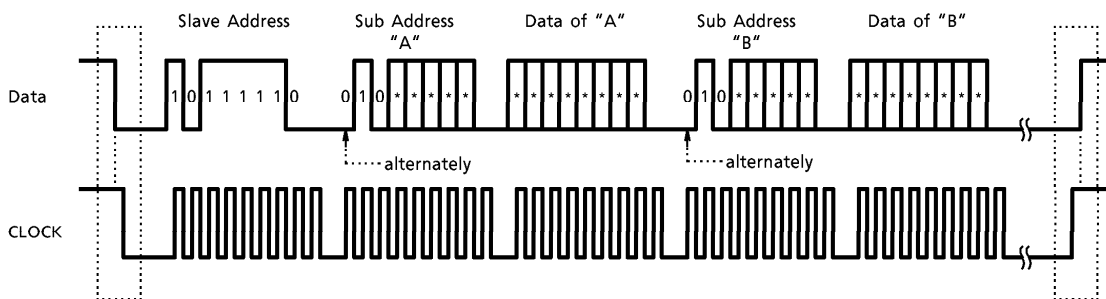 Slave Address Sub Address Data of "A" Sub Address Data of "B"
"A" "B"
Data 1 0 1 1 1 1 1 0 0 1 0 * * * * * * * * * * * * * 0 1 0 * * * * * * * * * * * * *
alternately alternately
CLOCK